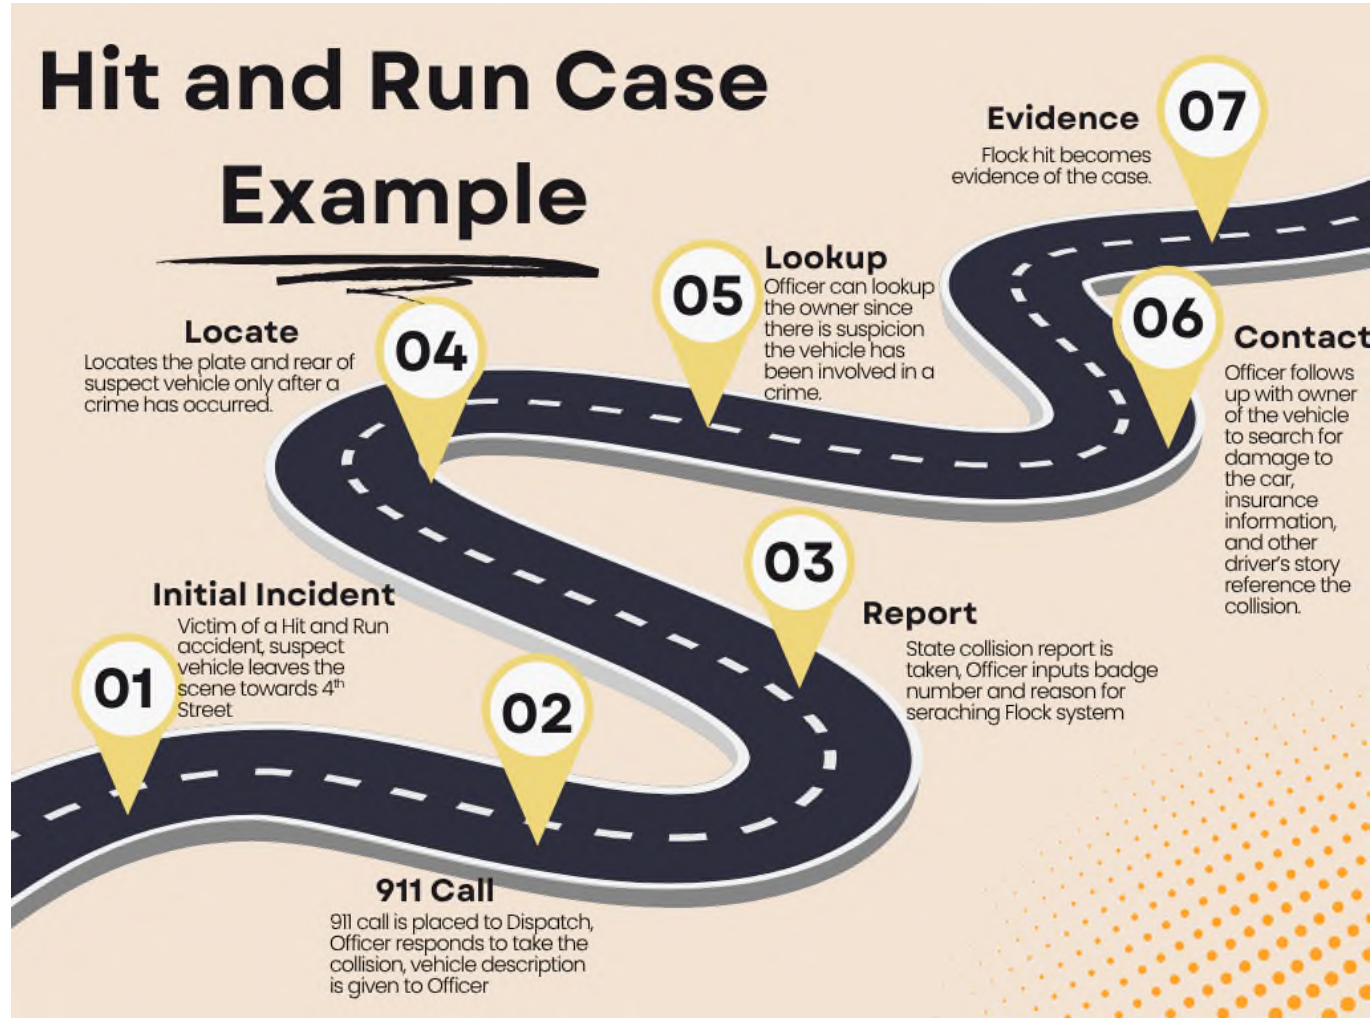 Hit and Run Case
Example
01
Initial Incident
Victim of a Hit and Run
accident, suspect
vehicle leaves the
scene towards 4th
Street
02
911 Call
911 call is placed to Dispatch,
Officer responds to take the
collision, vehicle description
is given to Officer
03
Report
State collision report is
taken, Officer inputs badge
number and reason for
seraching Flock system
04
Locate
Locates the plate and rear of
suspect vehicle only after a
crime has occurred.
05
Lookup
Officer can lookup
the owner since
there is suspicion
the vehicle has
been involved in a
crime.
06
Contact
Officer follows
up with owner
of the vehicle
to search for
damage to
the car,
insurance
information,
and other
driver's story
reference the
collision.
07
Evidence
Flock hit becomes
evidence of the case.